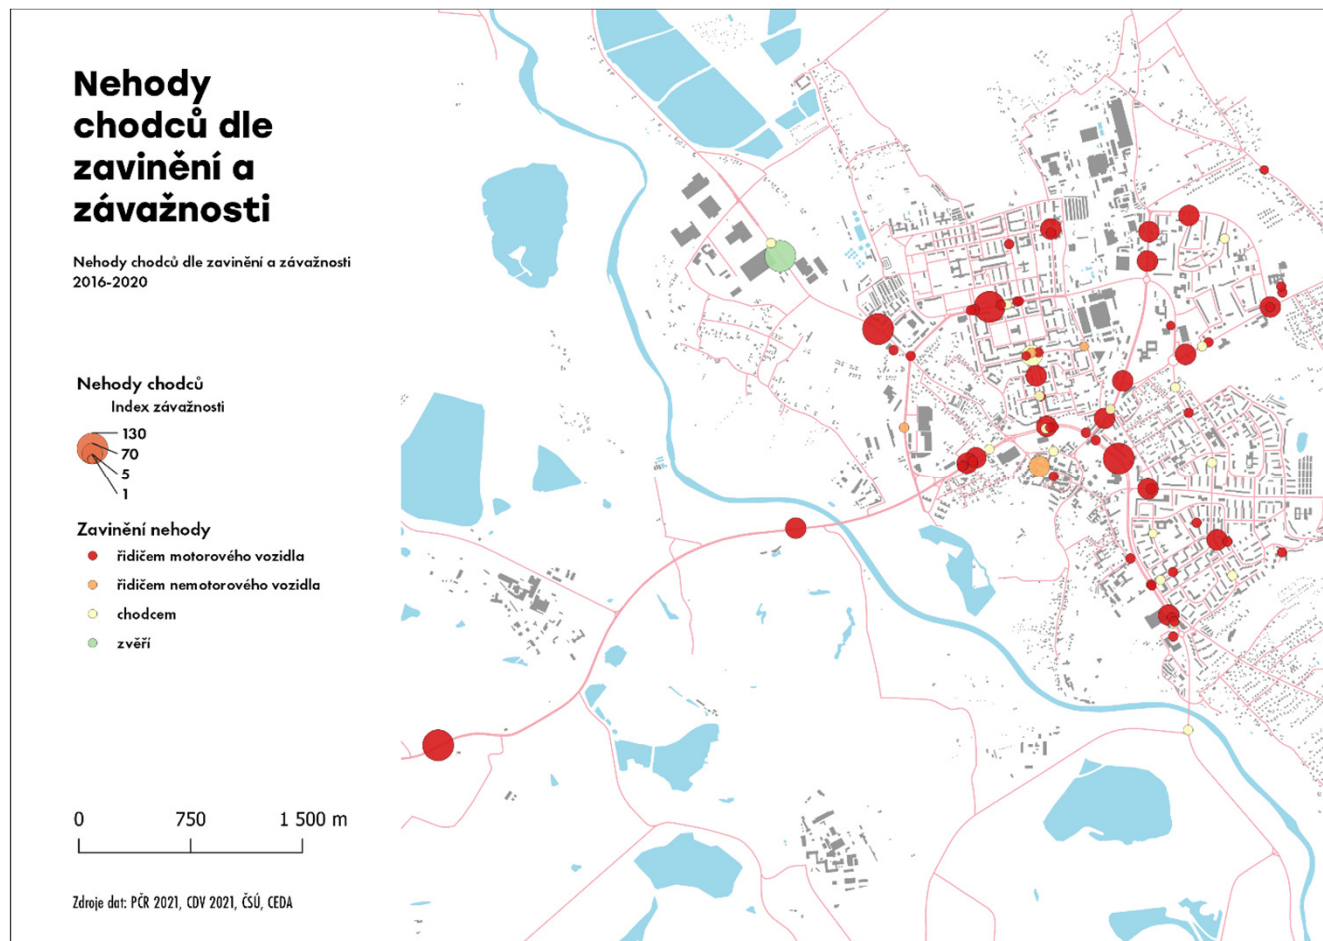 Nehody
chodců dle
zavinění a
závažnosti
Nehody chodců dle zavinění a závažnosti
2016-2020
Nehody chodců
Index závažnosti
130
70
5
1
Zavinění nehody
řidičem motorového vozidla
řidičem nemotorového vozidla
chodcem
zvěří
0 750 1 500 m
Zdroje dat: PČR 2021, CDV 2021, ČSÚ, CEDA